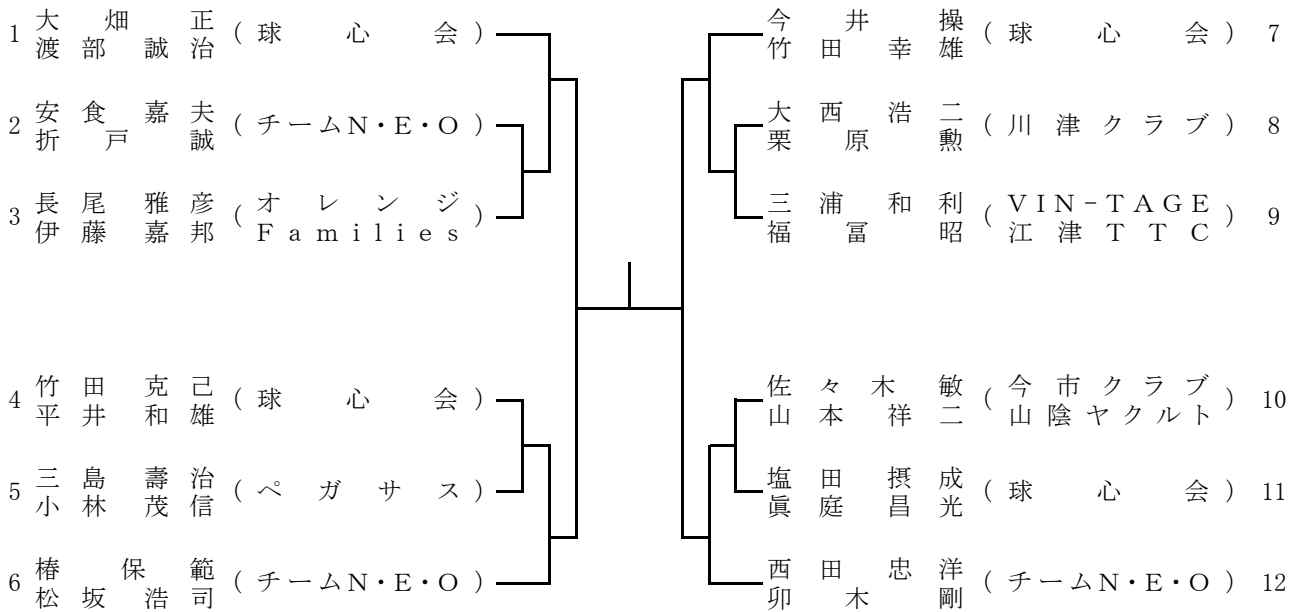 1 大畑正 (球心会)
渡部誠治
2 安食嘉夫 (チームN・E・O)
折戸誠
3 長尾雅彦 (オレンジ
伊藤嘉邦 Families)
4 竹田克己 (球心会)
平井和雄
5 三島壽治 (ペガサス)
小林茂信
6 椿保範 (チームN・E・O)
松坂浩司
今井操 (球心会) 7
竹田幸雄
大西浩二 (川津クラブ) 8
栗原勲
三浦和利 (VIN-TAGE
福冨昭 江津TTC) 9
佐々木敏 (今市クラブ
山本祥二 山陰ヤクルト) 10
塩田摂成 (球心会) 11
眞庭昌光
西田忠洋 (チームN・E・O) 12
卯木剛